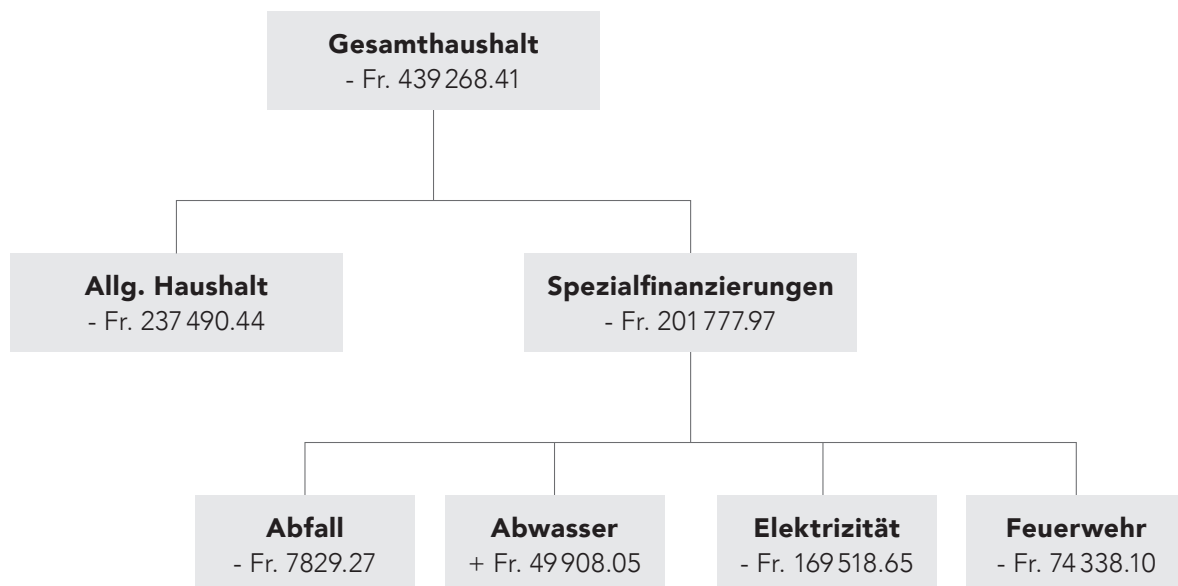 Gesamthaushalt
- Fr. 439 268.41
Allg. Haushalt
- Fr. 237 490.44
Spezialfinanzierungen
- Fr. 201 777.97
Abfall
- Fr. 7829.27
Abwasser
+ Fr. 49 908.05
Elektrizität
- Fr. 169 518.65
Feuerwehr
- Fr. 74 338.10